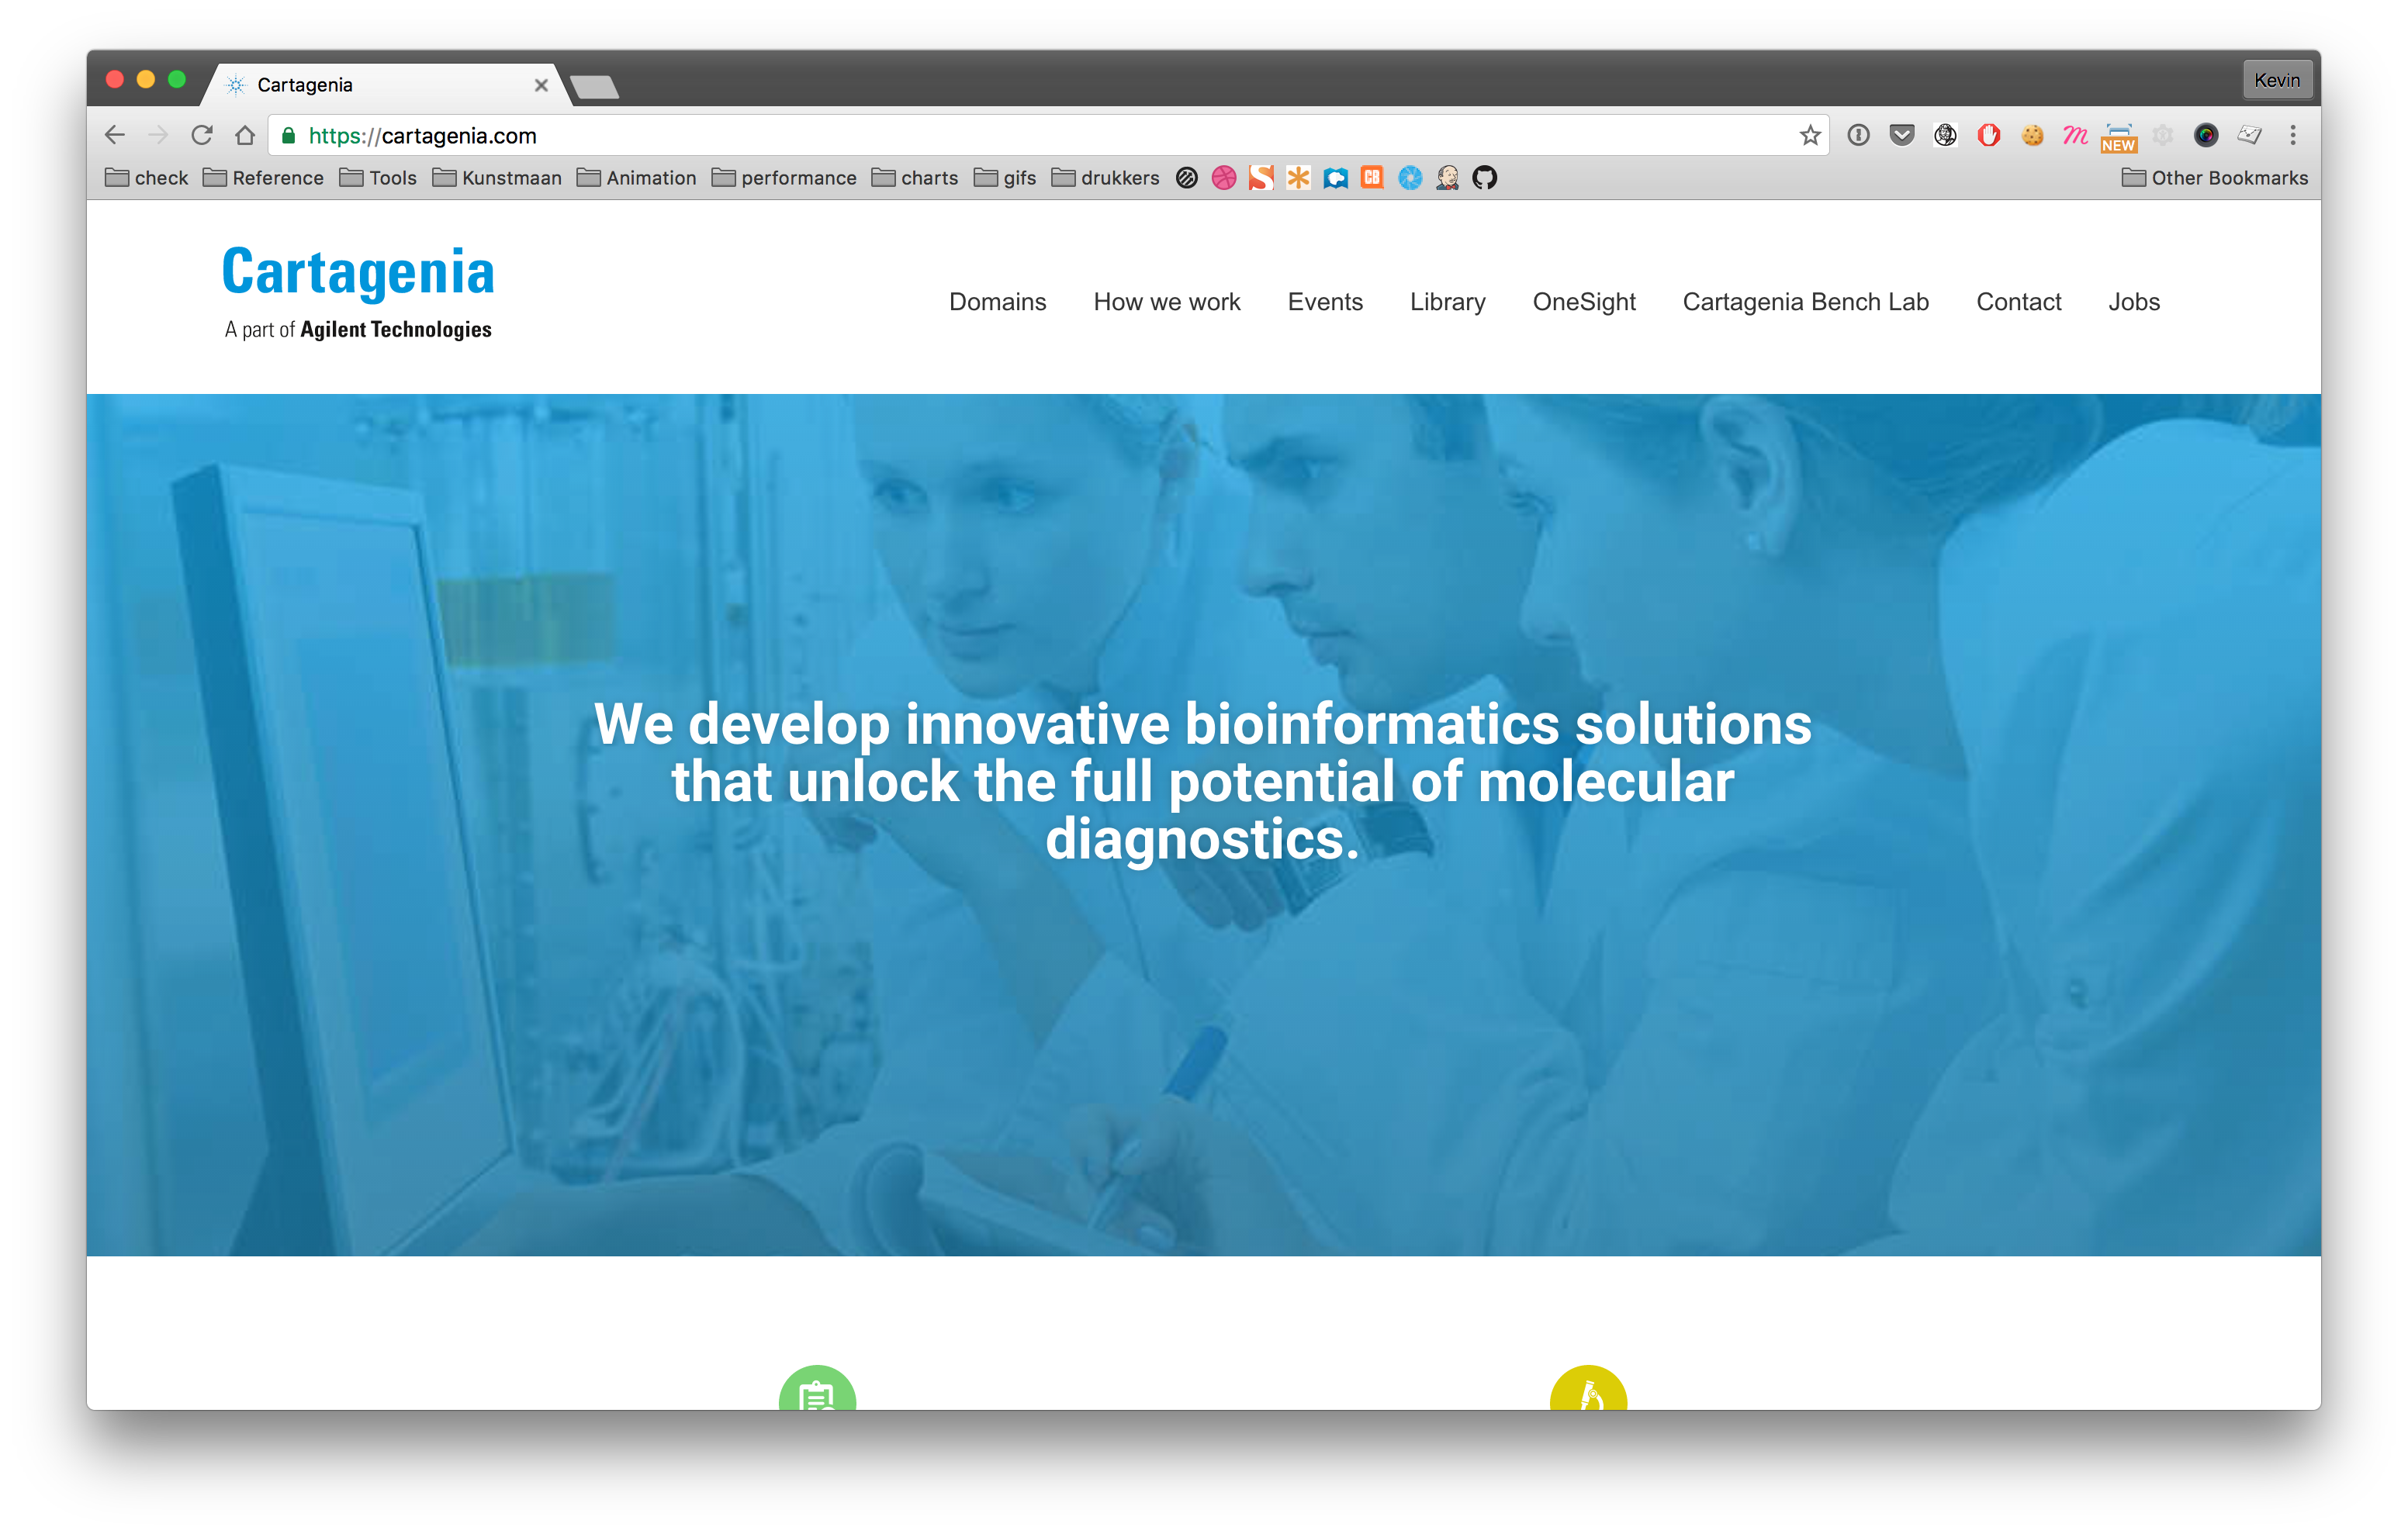 Cartagenia
Kevin
https://cartagenia.com
NEW
check Reference Tools Kunstmaan Animation performance charts gifs drukkers CB Other Bookmarks
Cartagenia
A part of Agilent Technologies
Domains How we work Events Library OneSight Cartagenia Bench Lab Contact Jobs
We develop innovative bioinformatics solutions
that unlock the full potential of molecular
diagnostics.